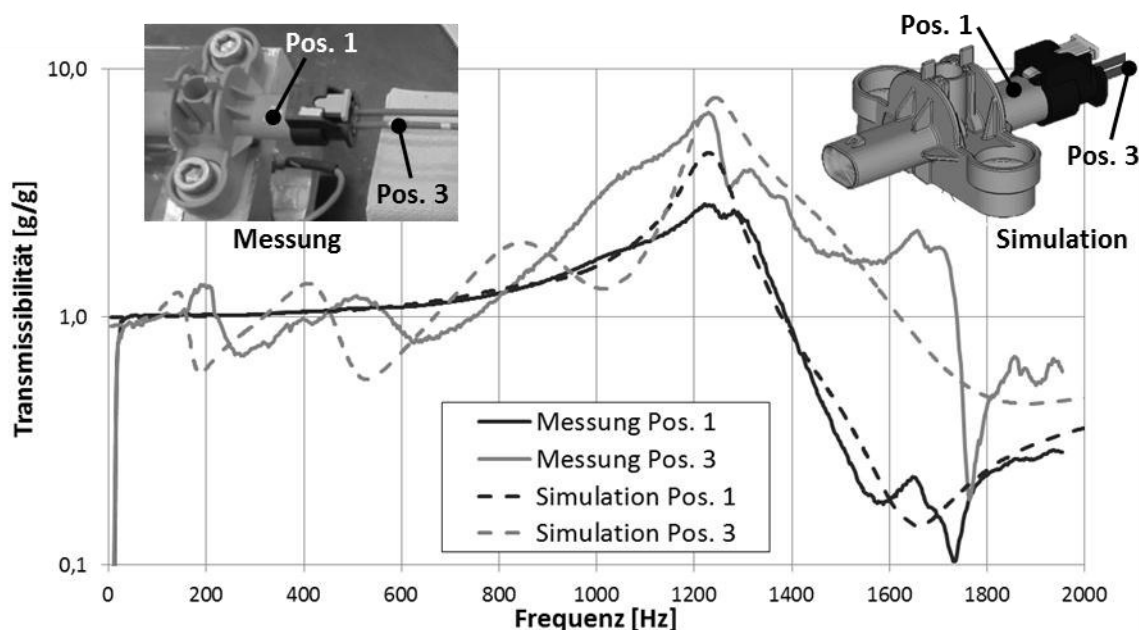 Pos. 1
Pos. 3
Messung
Pos. 1
Pos. 3
Simulation
Transmissibilität [g/g]
10,0
1,0
0,1
Messung Pos. 1
Messung Pos. 3
Simulation Pos. 1
Simulation Pos. 3
0 200 400 600 800 1000 1200 1400 1600 1800 2000
Frequenz [Hz]